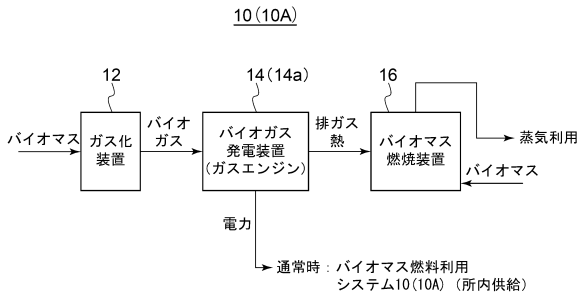 10(10A)
12
14(14a)
16
バイオマス
ガス化
装置
バイオ
ガス
バイオガス
発電装置
(ガスエンジン)
排ガス
熱
バイオマス
燃焼装置
蒸気利用
バイオマス
電力
通常時：バイオマス燃料利用
システム10(10A)（所内供給）